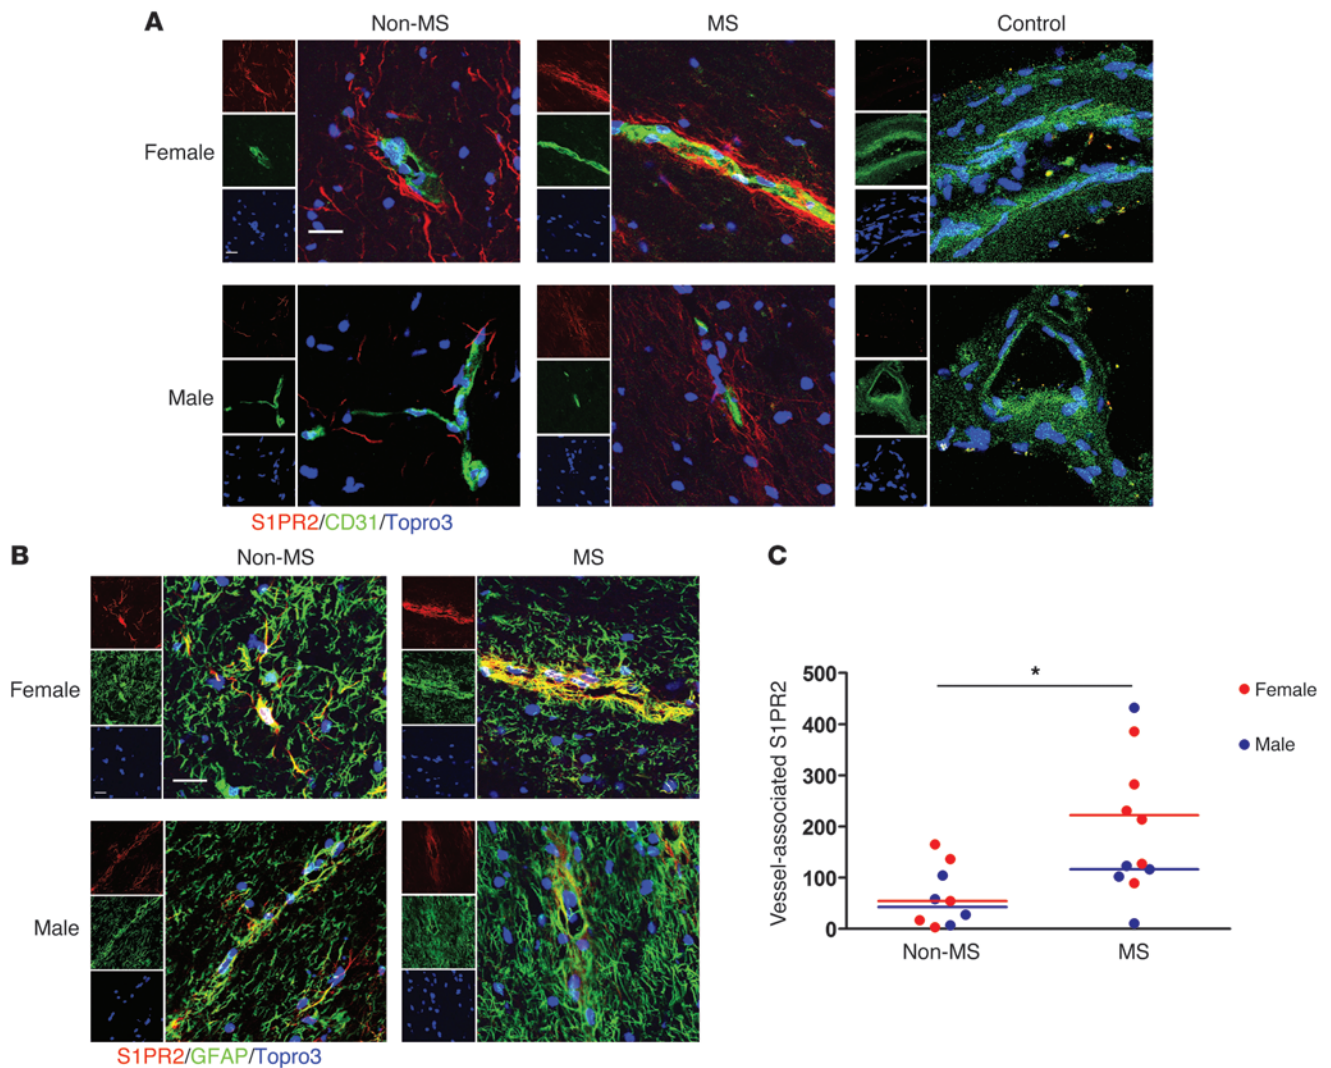 A
Non-MS
MS
Control
Female
Male
S1PR2/CD31/Topro3
B
Non-MS
MS
Female
Male
S1PR2/GFAP/Topro3
C
Vessel-associated S1PR2
500
400
300
200
100
0
*
Non-MS
MS
Female
Male